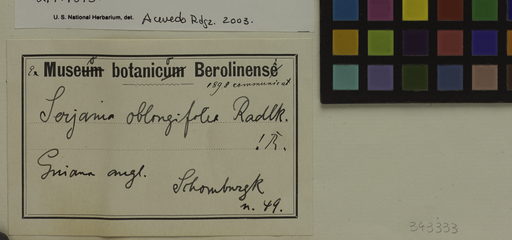 U. S. National Herbarium, det. Acevedo Rdgz. 2003.
Ex Museum botanicum Berolinense
1898 communicat
Serjania oblongifolia Radlk.
! R.
Guiana angl.
Schomburgk
n. 49.
343333